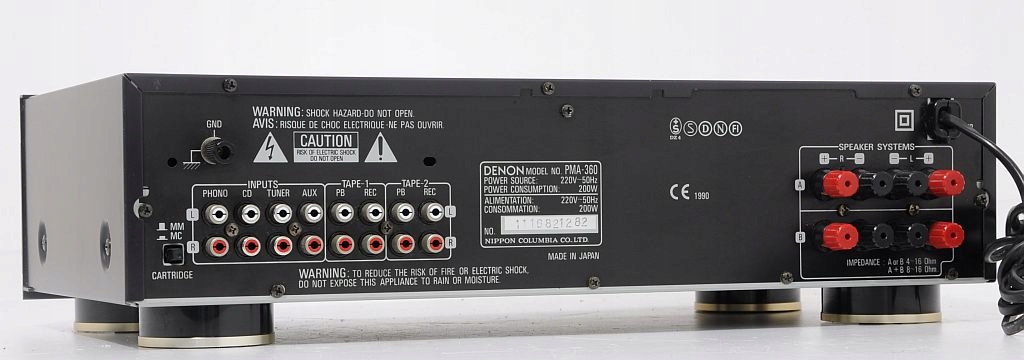 WARNING: SHOCK HAZARD-DO NOT OPEN.
AVIS: RISQUE DE CHOC ELECTRIQUE-NE PAS OUVRIR.
GND
CAUTION
RISK OF ELECTRIC SHOCK
DO NOT OPEN
INPUTS
TAPE-1
TAPE-2
PHONO CD TUNER AUX PB REC PB REC
L
L
R
R
MM
MC
CARTRIDGE
WARNING: TO REDUCE THE RISK OF FIRE OR ELECTRIC SHOCK,
DO NOT EXPOSE THIS APPLIANCE TO RAIN OR MOISTURE.
DENON MODEL NO. PMA-360
POWER SOURCE: 220V~50Hz
POWER CONSUMPTION: 200W
ALIMENTATION: 220V~50Hz
CONSOMMATION: 200W
NO. 1116821282
NIPPON COLUMBIA CO. LTD.
MADE IN JAPAN
S D N FI
CE 1990
SPEAKER SYSTEMS
+ R - - L +
A
B
IMPEDANCE : A or B 4~16 Ohm
A + B 8~16 Ohm